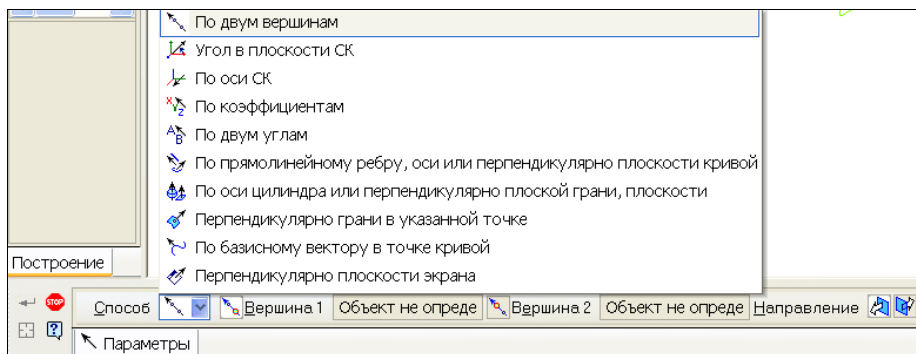 По двум вершинам
Угол в плоскости СК
По оси СК
По коэффициентам
По двум углам
По прямолинейному ребру, оси или перпендикулярно плоскости кривой
По оси цилиндра или перпендикулярно плоской грани, плоскости
Перпендикулярно грани в указанной точке
По базисному вектору в точке кривой
Перпендикулярно плоскости экрана
Построение
STOP Способ Вершина 1 Объект не опреде Вершина 2 Объект не опреде Направление
Параметры